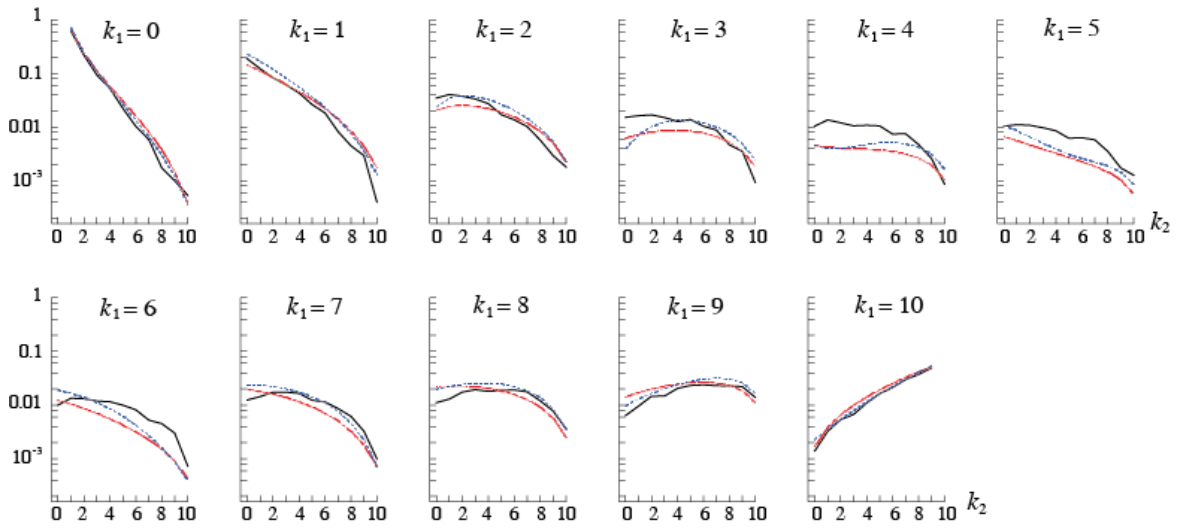 1
0.1
0.01
10⁻³
k₁= 0
k₁= 1
k₁= 2
k₁= 3
k₁= 4
k₁= 5
0 2 4 6 8 10
0 2 4 6 8 10
0 2 4 6 8 10
0 2 4 6 8 10
0 2 4 6 8 10
0 2 4 6 8 10
k₂
1
0.1
0.01
10⁻³
k₁= 6
k₁= 7
k₁= 8
k₁= 9
k₁= 10
0 2 4 6 8 10
0 2 4 6 8 10
0 2 4 6 8 10
0 2 4 6 8 10
0 2 4 6 8 10
k₂